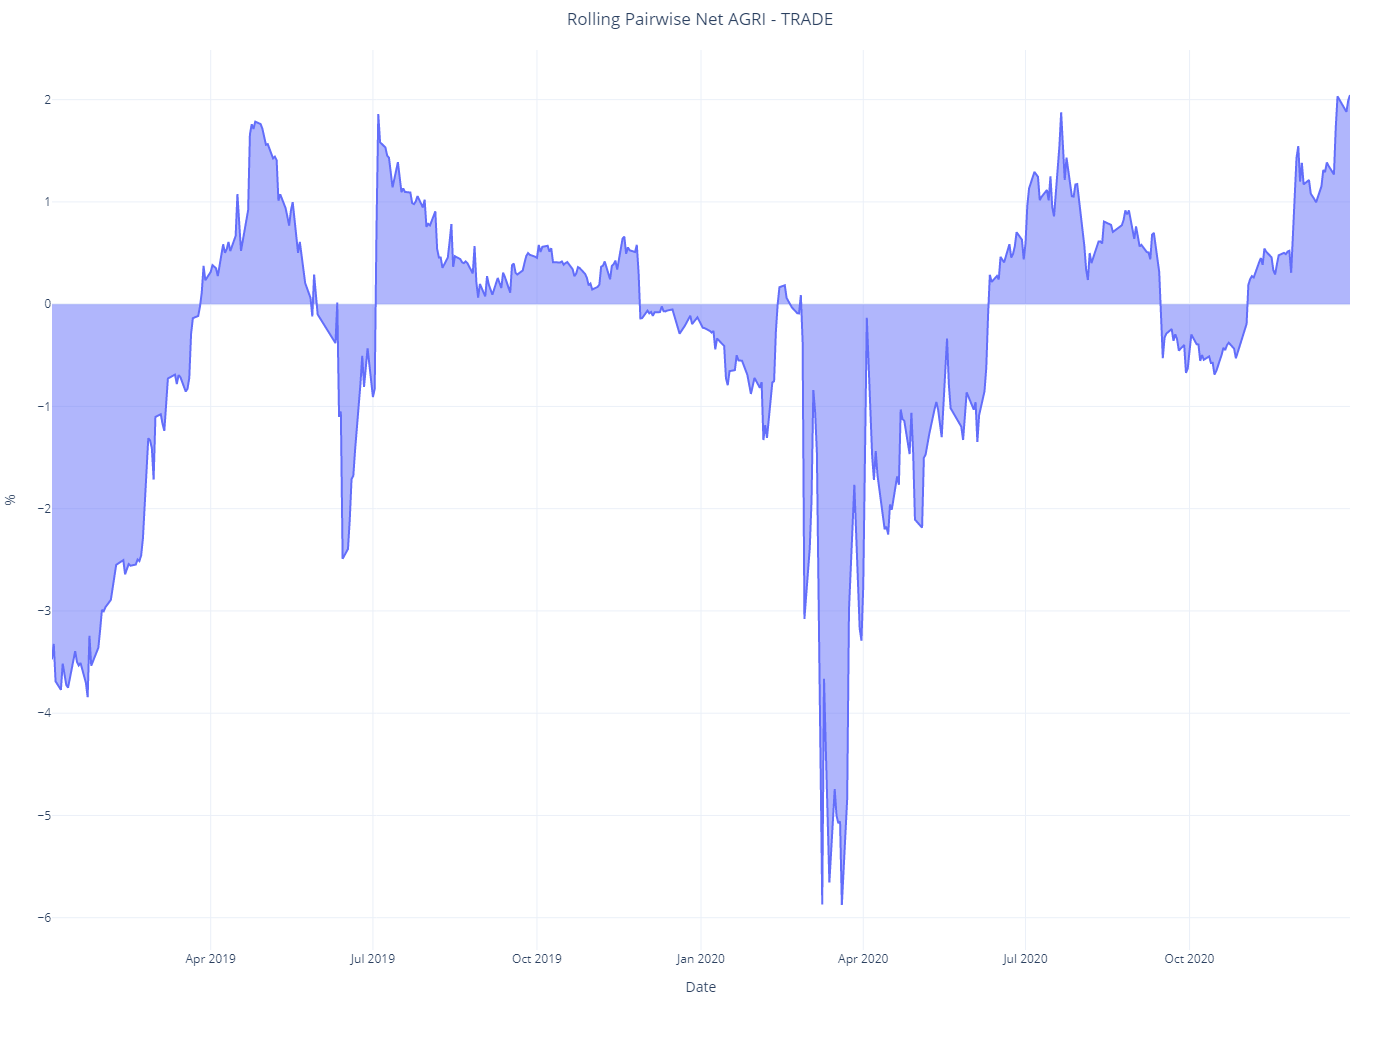 Rolling Pairwise Net AGRI - TRADE
2
1
0
−1
−2
−3
−4
−5
−6
%
Apr 2019
Jul 2019
Oct 2019
Jan 2020
Apr 2020
Jul 2020
Oct 2020
Date